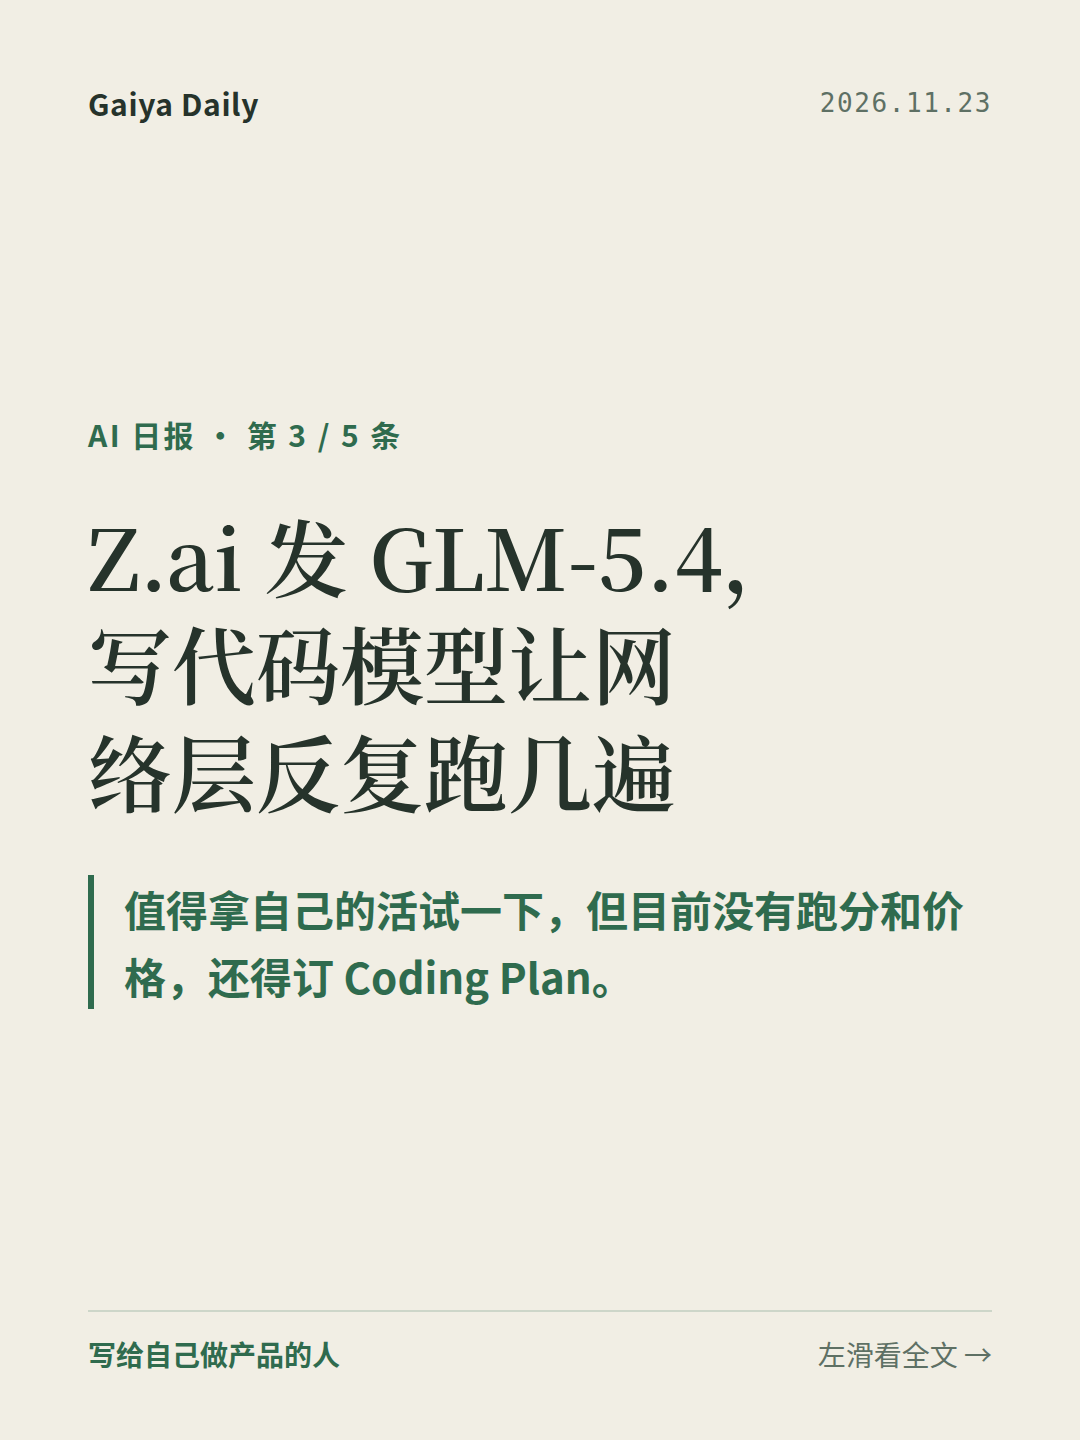 Gaiya Daily
2026.11.23
AI 日报 · 第 3 / 5 条
Z.ai 发 GLM-5.4,
写代码模型让网
络层反复跑几遍
值得拿自己的活试一下，但目前没有跑分和价
格，还得订 Coding Plan。
写给自己做产品的人
左滑看全文 →